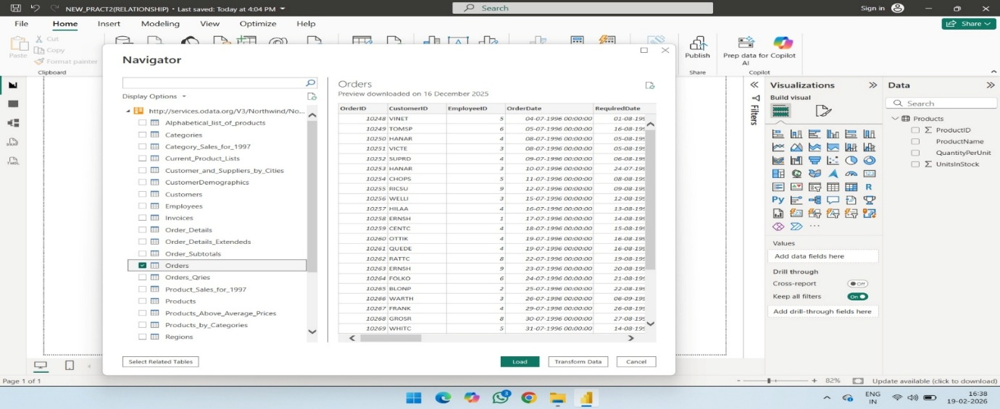 NEW_PRACT2(RELATIONSHIP) • Last saved: Today at 4:04 PM
Search
Sign in
File Home Insert Modeling View Optimize Help
Share
Paste
Cut
Copy
Format painter
Clipboard
Publish
Share
Prep data for Copilot
AI
Copilot
Navigator
Display Options
http://services.odata.org/V3/Northwind/No...
Alphabetical_list_of_products
Categories
Category_Sales_for_1997
Current_Product_Lists
Customer_and_Suppliers_by_Cities
CustomerDemographics
Customers
Employees
Invoices
Order_Details
Order_Details_Extendeds
Order_Subtotals
Orders
Orders_Qries
Product_Sales_for_1997
Products
Products_Above_Average_Prices
Products_by_Categories
Regions
Select Related Tables
Orders
Preview downloaded on 16 December 2025
OrderID CustomerID EmployeeID OrderDate RequiredDate
10248 VINET 5 04-07-1996 00:00:00 01-08-199
10249 TOMSP 6 05-07-1996 00:00:00 16-08-199
10250 HANAR 4 08-07-1996 00:00:00 05-08-199
10251 VICTE 3 08-07-1996 00:00:00 05-08-199
10252 SUPRD 4 09-07-1996 00:00:00 06-08-199
10253 HANAR 3 10-07-1996 00:00:00 24-07-199
10254 CHOPS 5 11-07-1996 00:00:00 08-08-199
10255 RICSU 9 12-07-1996 00:00:00 09-08-199
10256 WELLI 3 15-07-1996 00:00:00 12-08-199
10257 HILAA 4 16-07-1996 00:00:00 13-08-199
10258 ERNSH 1 17-07-1996 00:00:00 14-08-199
10259 CENTC 4 18-07-1996 00:00:00 15-08-199
10260 OTTIK 4 19-07-1996 00:00:00 16-08-199
10261 QUEDE 4 19-07-1996 00:00:00 16-08-199
10262 RATTC 8 22-07-1996 00:00:00 19-08-199
10263 ERNSH 9 23-07-1996 00:00:00 20-08-199
10264 FOLKO 6 24-07-1996 00:00:00 21-08-199
10265 BLONP 2 25-07-1996 00:00:00 22-08-199
10266 WARTH 3 26-07-1996 00:00:00 06-09-199
10267 FRANK 4 29-07-1996 00:00:00 26-08-199
10268 GROSR 8 30-07-1996 00:00:00 27-08-199
10269 WHITC 5 31-07-1996 00:00:00 14-08-199
Load Transform Data Cancel
Filters
Visualizations
Build visual
R
Py
Values
Add data fields here
Drill through
Cross-report Off
Keep all filters On
Add drill-through fields here
Data
Search
Products
ProductID
ProductName
QuantityPerUnit
UnitsInStock
Page 1 of 1
82%
Update available (click to download)
3
ENG
IN
16:38
19-02-2026